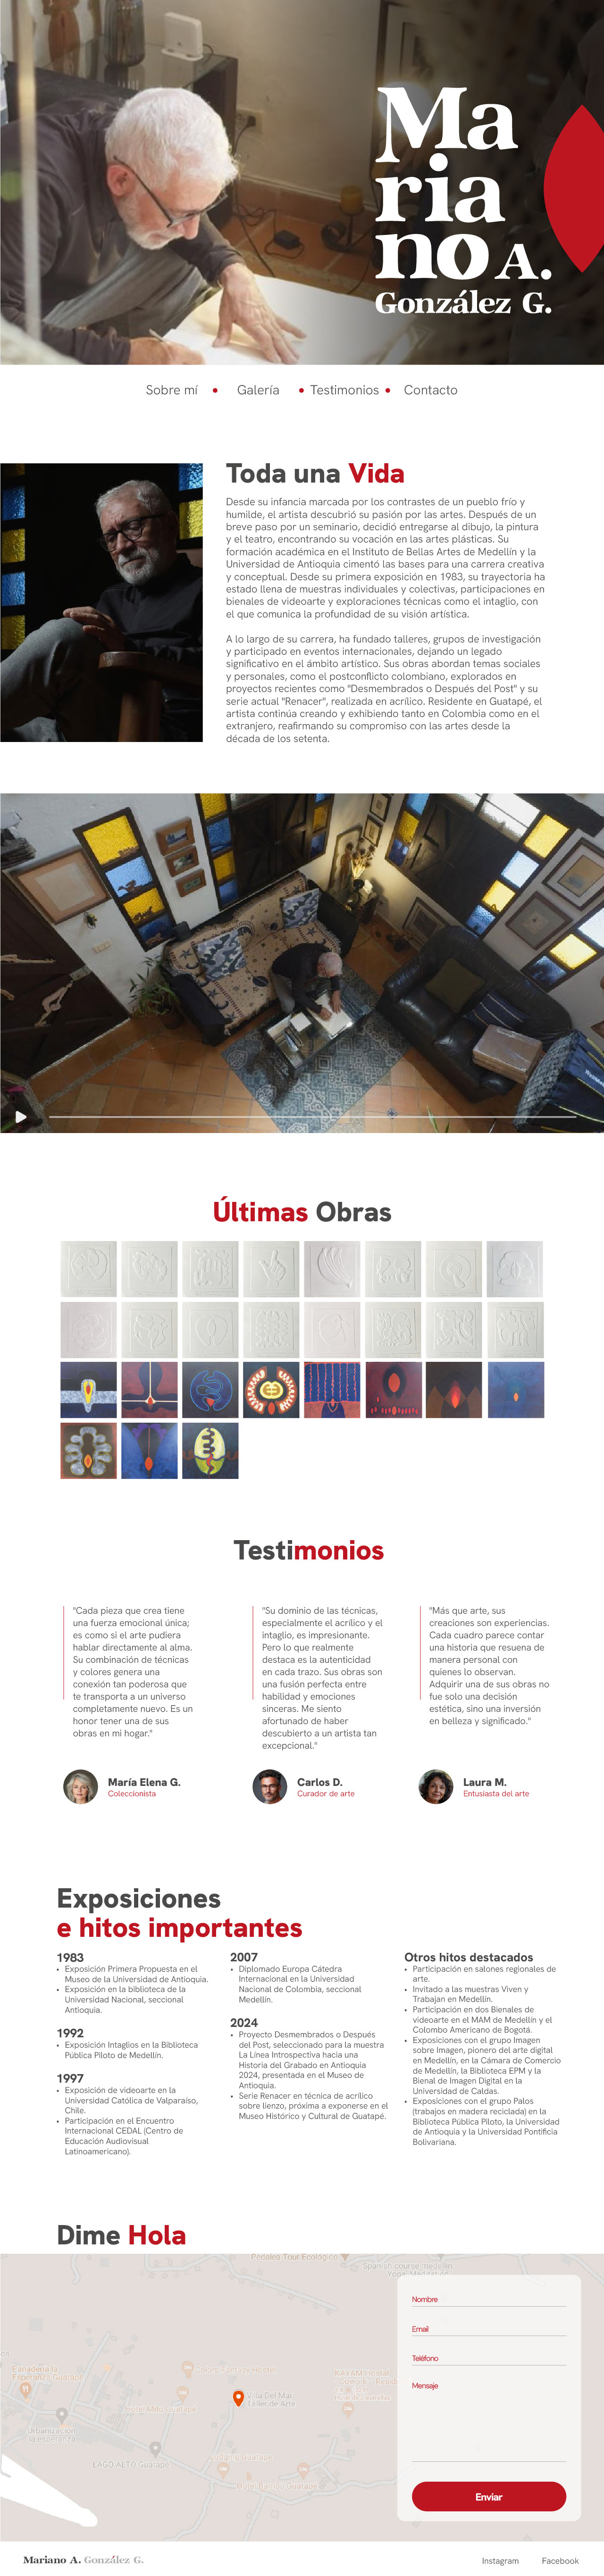 Ma
ria
no A.
González G.
Sobre mí • Galería • Testimonios • Contacto
Toda una Vida
Desde su infancia marcada por los contrastes de un pueblo frío y
humilde, el artista descubrió su pasión por las artes. Después de un
breve paso por un seminario, decidió entregarse al dibujo, la pintura
y el teatro, encontrando su vocación en las artes plásticas. Su
formación académica en el Instituto de Bellas Artes de Medellín y la
Universidad de Antioquia cimentó las bases para una carrera creativa
y conceptual. Desde su primera exposición en 1983, su trayectoria ha
estado llena de muestras individuales y colectivas, participaciones en
bienales de videoarte y exploraciones técnicas como el intaglio, con
el que comunica la profundidad de su visión artística.
A lo largo de su carrera, ha fundado talleres, grupos de investigación
y participado en eventos internacionales, dejando un legado
significativo en el ámbito artístico. Sus obras abordan temas sociales
y personales, como el postconflicto colombiano, explorados en
proyectos recientes como "Desmembrados o Después del Post" y su
serie actual "Renacer", realizada en acrílico. Residente en Guatapé, el
artista continúa creando y exhibiendo tanto en Colombia como en el
extranjero, reafirmando su compromiso con las artes desde la
década de los setenta.
Últimas Obras
Testimonios
"Cada pieza que crea tiene
una fuerza emocional única;
es como si el arte pudiera
hablar directamente al alma.
Su combinación de técnicas
y colores genera una
conexión tan poderosa que
te transporta a un universo
completamente nuevo. Es un
honor tener una de sus
obras en mi hogar."
María Elena G.
Coleccionista
"Su dominio de las técnicas,
especialmente el acrílico y el
intaglio, es impresionante.
Pero lo que realmente
destaca es la autenticidad
en cada trazo. Sus obras son
una fusión perfecta entre
habilidad y emociones
sinceras. Me siento
afortunado de haber
descubierto a un artista tan
excepcional."
Carlos D.
Curador de arte
"Más que arte, sus
creaciones son experiencias.
Cada cuadro parece contar
una historia que resuena de
manera personal con
quienes lo observan.
Adquirir una de sus obras no
fue solo una decisión
estética, sino una inversión
en belleza y significado."
Laura M.
Entusiasta del arte
Exposiciones
e hitos importantes
1983
• Exposición Primera Propuesta en el
Museo de la Universidad de Antioquia.
• Exposición en la biblioteca de la
Universidad Nacional, seccional
Antioquia.
1992
• Exposición Intaglios en la Biblioteca
Pública Piloto de Medellín.
1997
• Exposición de videoarte en la
Universidad Católica de Valparaíso,
Chile.
• Participación en el Encuentro
Internacional CEDAL (Centro de
Educación Audiovisual
Latinoamericano).
2007
• Diplomado Europa Cátedra
Internacional en la Universidad
Nacional de Colombia, seccional
Medellín.
2024
• Proyecto Desmembrados o Después
del Post, seleccionado para la muestra
La Línea Introspectiva hacia una
Historia del Grabado en Antioquia
2024, presentada en el Museo de
Antioquia.
• Serie Renacer en técnica de acrílico
sobre lienzo, próxima a exponerse en el
Museo Histórico y Cultural de Guatapé.
Otros hitos destacados
• Participación en salones regionales de
arte.
• Invitado a las muestras Viven y
Trabajan en Medellín.
• Participación en dos Bienales de
videoarte en el MAM de Medellín y el
Colombo Americano de Bogotá.
• Exposiciones con el grupo Imagen
sobre Imagen, pionero del arte digital
en Medellín, en la Cámara de Comercio
de Medellín, la Biblioteca EPM y la
Bienal de Imagen Digital en la
Universidad de Caldas.
• Exposiciones con el grupo Palos
(trabajos en madera reciclada) en la
Biblioteca Pública Piloto, la Universidad
de Antioquia y la Universidad Pontificia
Bolivariana.
Dime Hola
Pedalea Tour Ecológico
Spanish course medellin
Panadería la
Esperanza Guatapé
Villa Del Mar
Taller de Arte
Urbanización
la esperanza
LAGO ALTO Guatapé
Nombre
Email
Teléfono
Mensaje
Enviar
Mariano A. González G.
Instagram
Facebook